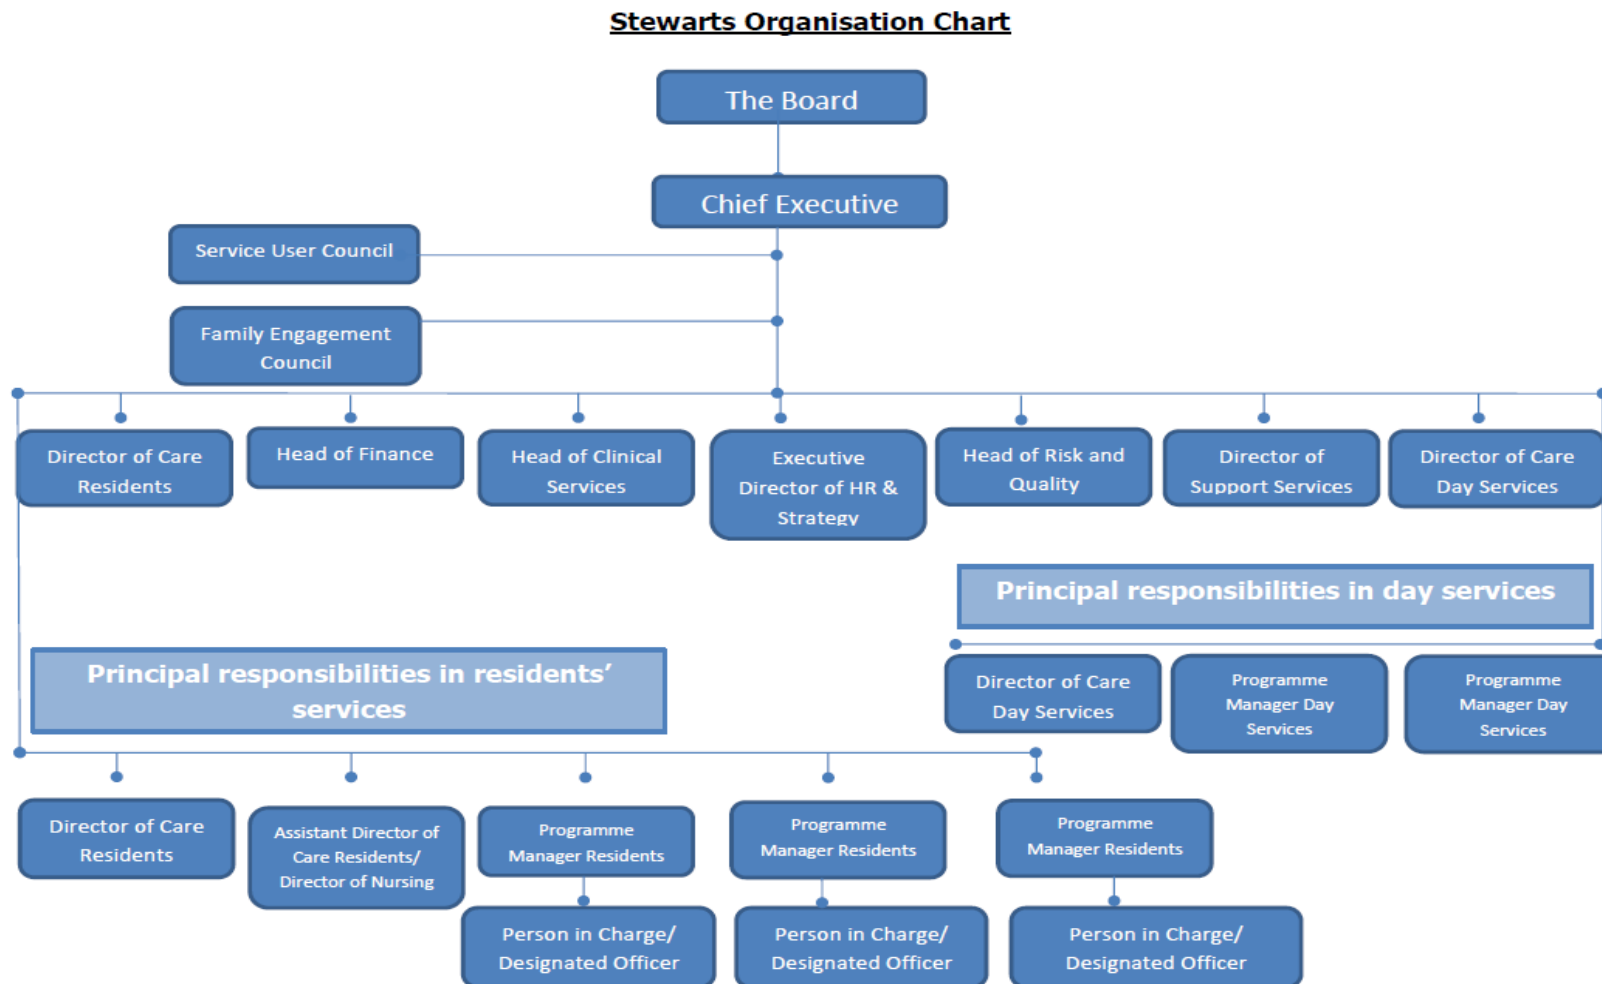 Stewarts Organisation Chart
The Board
Chief Executive
Service User Council
Family Engagement
Council
Director of Care
Residents
Head of Finance
Head of Clinical
Services
Executive
Director of HR &
Strategy
Head of Risk and
Quality
Director of
Support Services
Director of Care
Day Services
Principal responsibilities in day services
Principal responsibilities in residents’
services
Director of Care
Day Services
Programme
Manager Day
Services
Programme
Manager Day
Services
Director of Care
Residents
Assistant Director of
Care Residents/
Director of Nursing
Programme
Manager Residents
Programme
Manager Residents
Programme
Manager Residents
Person in Charge/
Designated Officer
Person in Charge/
Designated Officer
Person in Charge/
Designated Officer